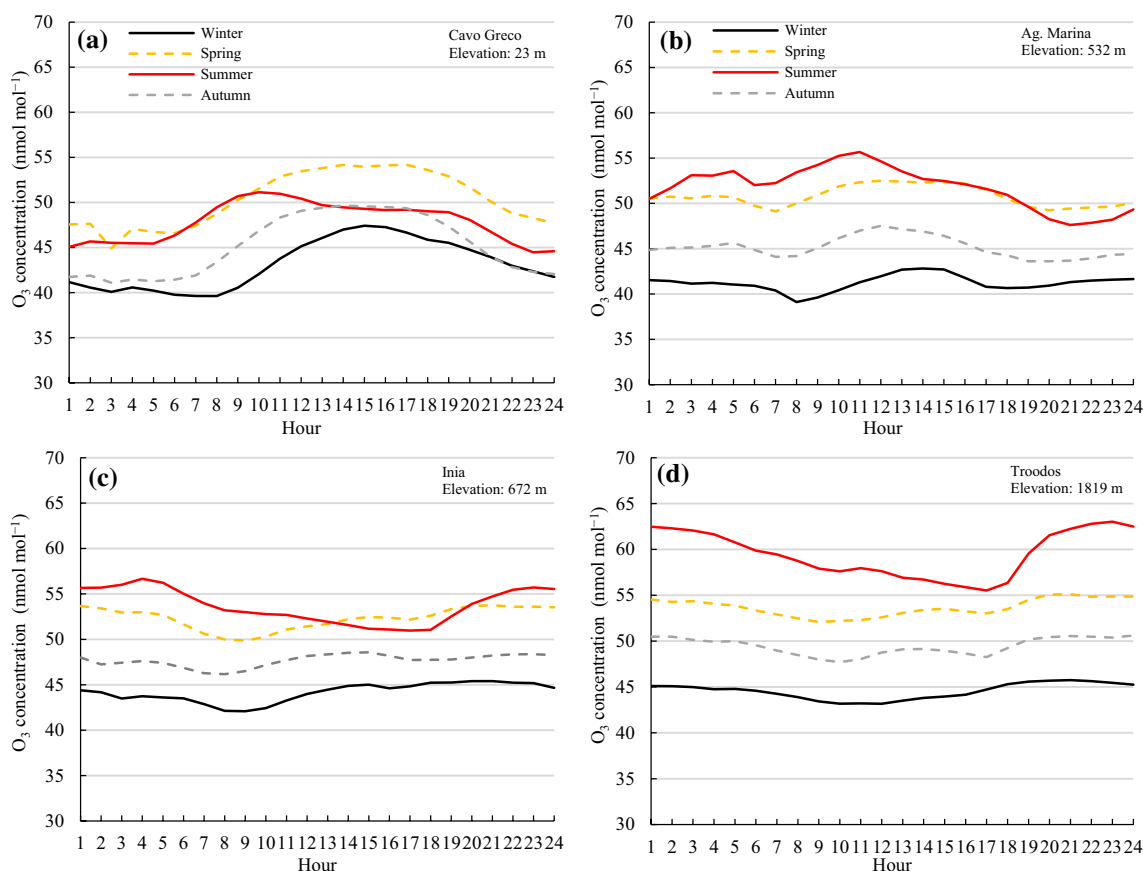 (a)
Cavo Greco
Elevation: 23 m
Winter
Spring
Summer
Autumn
O₃ concentration (nmol mol⁻¹)
70
65
60
55
50
45
40
35
30
1 2 3 4 5 6 7 8 9 10 11 12 13 14 15 16 17 18 19 20 21 22 23 24
Hour
(b)
Ag. Marina
Elevation: 532 m
Winter
Spring
Summer
Autumn
O₃ concentration (nmol mol⁻¹)
70
65
60
55
50
45
40
35
30
1 2 3 4 5 6 7 8 9 10 11 12 13 14 15 16 17 18 19 20 21 22 23 24
Hour
(c)
Inia
Elevation: 672 m
O₃ concentration (nmol mol⁻¹)
70
65
60
55
50
45
40
35
30
1 2 3 4 5 6 7 8 9 10 11 12 13 14 15 16 17 18 19 20 21 22 23 24
Hour
(d)
Troodos
Elevation: 1819 m
O₃ concentration (nmol mol⁻¹)
70
65
60
55
50
45
40
35
30
1 2 3 4 5 6 7 8 9 10 11 12 13 14 15 16 17 18 19 20 21 22 23 24
Hour